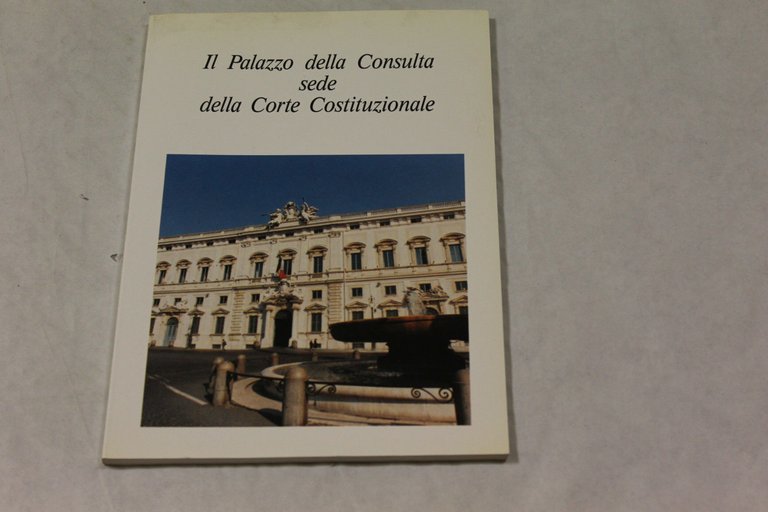 Il Palazzo della Consulta
sede
della Corte Costituzionale